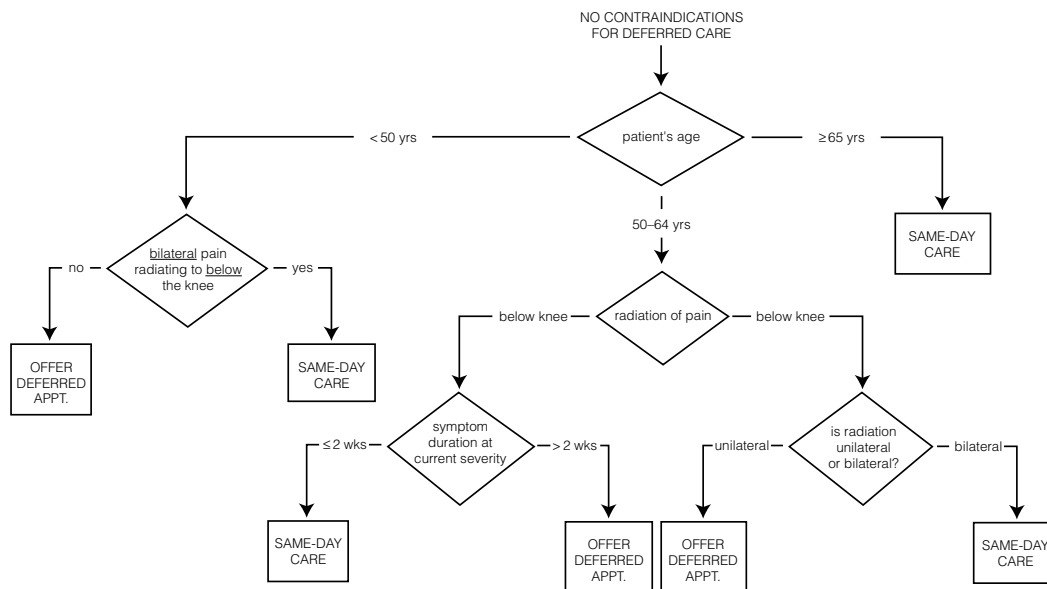 NO CONTRAINDICATIONS
FOR DEFERRED CARE
patient's age
< 50 yrs
≥ 65 yrs
50–64 yrs
SAME-DAY
CARE
bilateral pain
radiating to below
the knee
no
yes
OFFER
DEFERRED
APPT.
SAME-DAY
CARE
radiation of pain
below knee
below knee
symptom
duration at
current severity
≤ 2 wks
> 2 wks
is radiation
unilateral
or bilateral?
unilateral
bilateral
SAME-DAY
CARE
OFFER
DEFERRED
APPT.
OFFER
DEFERRED
APPT.
SAME-DAY
CARE